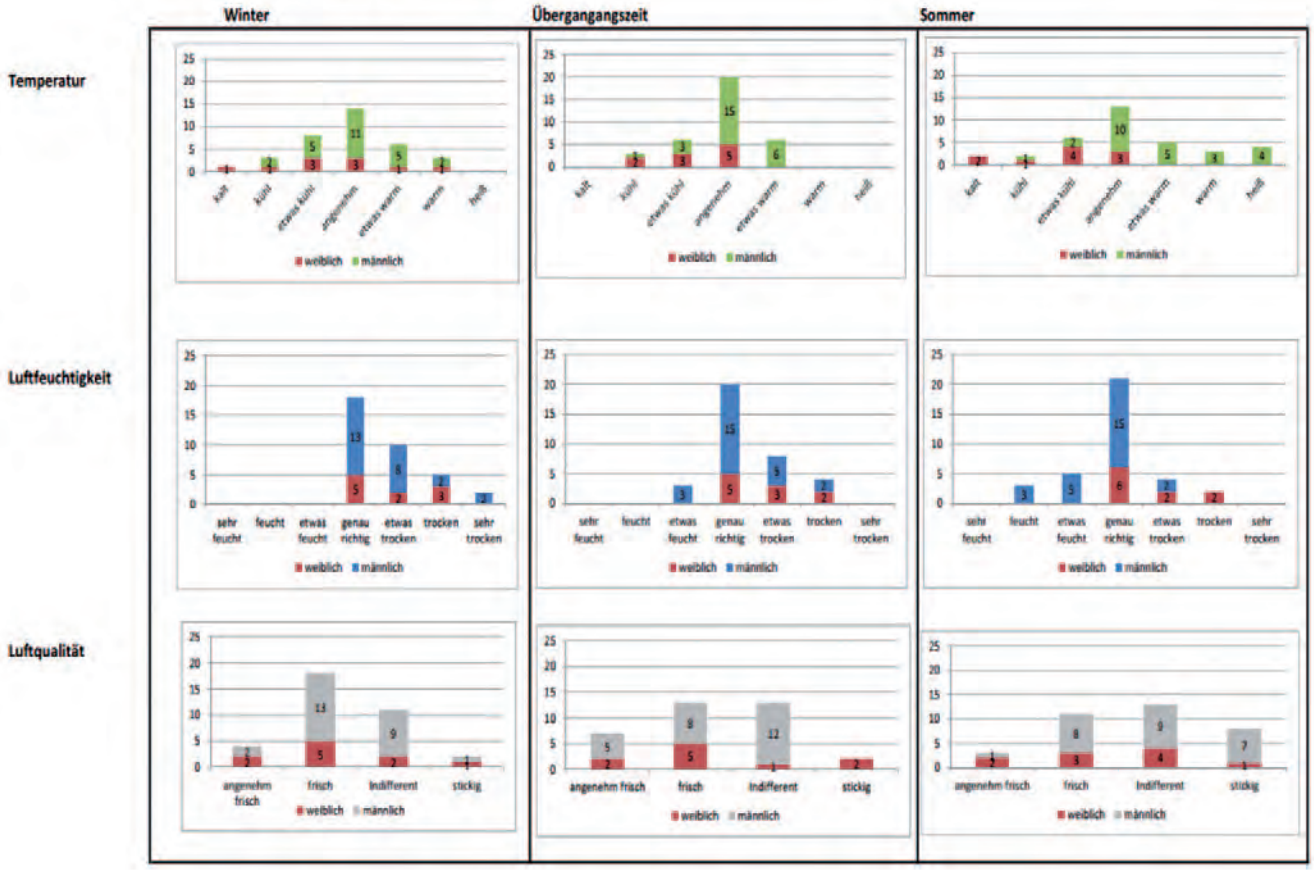 Winter
Übergangangszeit
Sommer
Temperatur
25
20
15
10
5
0
1
2
1
5
3
11
3
5
1
2
1
kalt
kühl
etwas kühl
angenehm
etwas warm
warm
heiß
weiblich männlich
25
20
15
10
5
0
1
2
3
3
15
5
6
kalt
kühl
etwas kühl
angenehm
etwas warm
warm
heiß
weiblich männlich
25
20
15
10
5
0
2
1
1
2
4
10
3
5
3
4
kalt
kühl
etwas kühl
angenehm
etwas warm
warm
heiß
weiblich männlich
Luftfeuchtigkeit
25
20
15
10
5
0
13
5
8
2
2
3
2
sehr feucht etwas genau etwas trocken sehr
feucht feucht richtig trocken trocken
weiblich männlich
25
20
15
10
5
0
3
15
5
5
3
2
2
sehr feucht etwas genau etwas trocken sehr
feucht feucht richtig trocken trocken
weiblich männlich
25
20
15
10
5
0
3
5
15
6
2
2
2
sehr feucht etwas genau etwas trocken sehr
feucht feucht richtig trocken trocken
weiblich männlich
Luftqualität
25
20
15
10
5
0
2
2
13
5
9
2
1
1
angenehm frisch Indifferent stickig
frisch
weiblich männlich
25
20
15
10
5
0
5
2
8
5
12
1
2
angenehm frisch frisch Indifferent stickig
weiblich männlich
25
20
15
10
5
0
1
2
8
3
9
4
7
1
angenehm frisch frisch Indifferent stickig
weiblich männlich